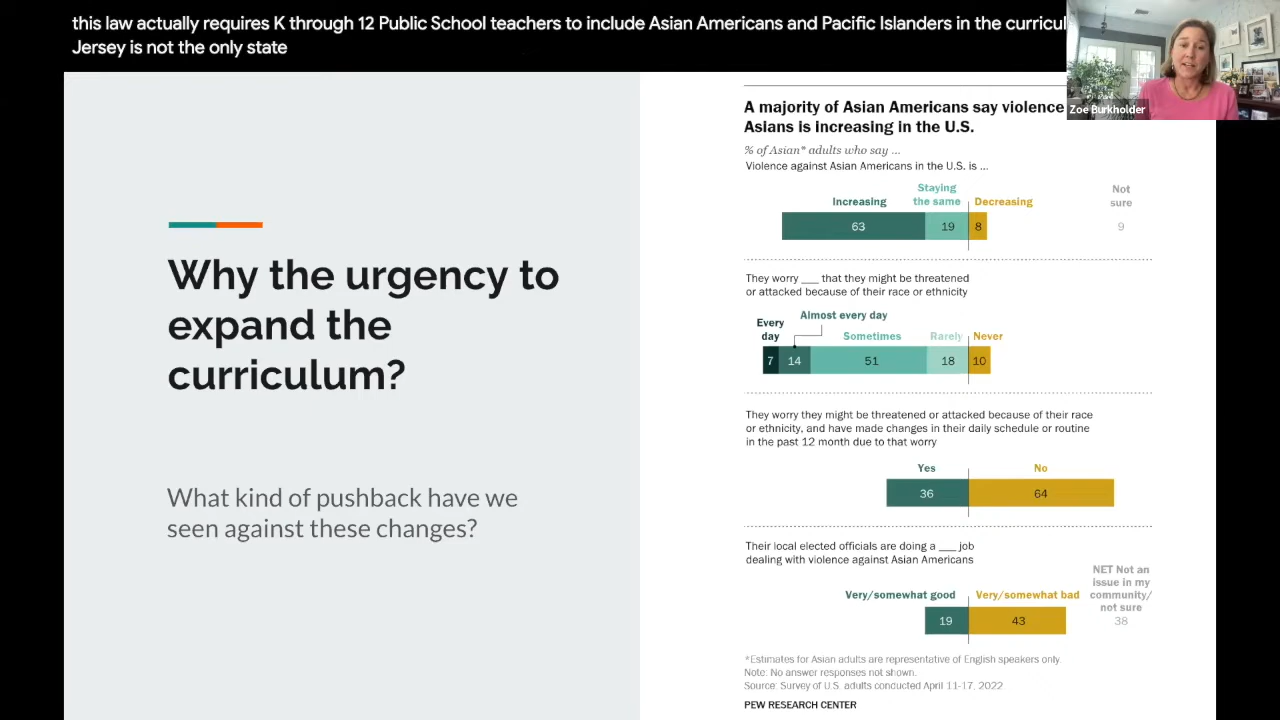 this law actually requires K through 12 Public School teachers to include Asian Americans and Pacific Islanders in the
Jersey is not the only state
Zoe Burkholder
Why the urgency to
expand the
curriculum?
What kind of pushback have we
seen against these changes?
A majority of Asian Americans say violence
Asians is increasing in the U.S.
% of Asian* adults who say ...
Violence against Asian Americans in the U.S. is ...
Increasing
Staying
the same
Decreasing
Not
sure
63 19 8 9
They worry ___ that they might be threatened
or attacked because of their race or ethnicity
Every
day
Almost every day
Sometimes
Rarely
Never
7 14 51 18 10
They worry they might be threatened or attacked because of their race
or ethnicity, and have made changes in their daily schedule or routine
in the past 12 month due to that worry
Yes No
36 64
Their local elected officials are doing a ___ job
dealing with violence against Asian Americans
Very/somewhat good
Very/somewhat bad
NET Not an
issue in my
community/
not sure
19 43 38
*Estimates for Asian adults are representative of English speakers only.
Note: No answer responses not shown.
Source: Survey of U.S. adults conducted April 11-17, 2022
PEW RESEARCH CENTER